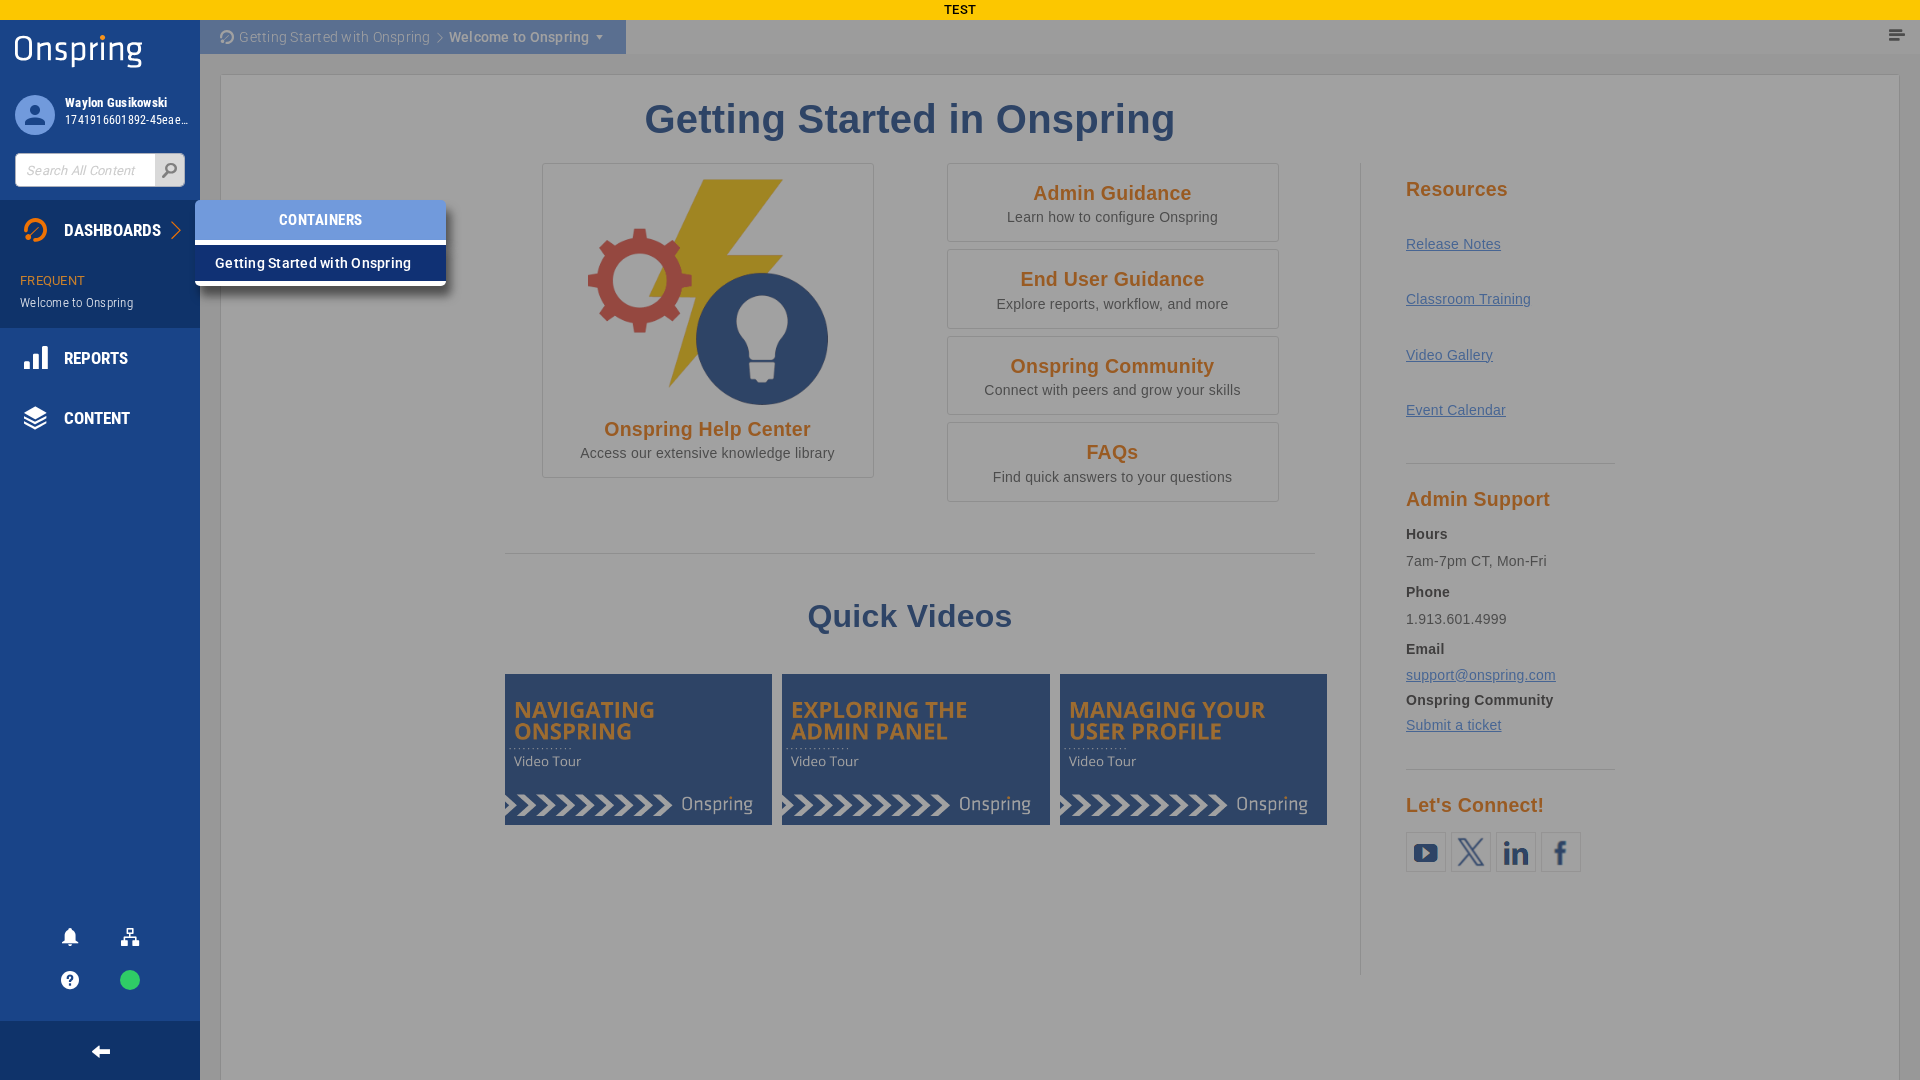 TEST
Onspring
Waylon Gusikowski
1741916601892-45eae...
Search All Content
DASHBOARDS
FREQUENT
Welcome to Onspring
REPORTS
CONTENT
CONTAINERS
Getting Started with Onspring
Getting Started with Onspring
Welcome to Onspring
Getting Started in Onspring
Onspring Help Center
Access our extensive knowledge library
Admin Guidance
Learn how to configure Onspring
End User Guidance
Explore reports, workflow, and more
Onspring Community
Connect with peers and grow your skills
FAQs
Find quick answers to your questions
Quick Videos
NAVIGATING
ONSPRING
Video Tour
Onspring
EXPLORING THE
ADMIN PANEL
Video Tour
Onspring
MANAGING YOUR
USER PROFILE
Video Tour
Onspring
Resources
Release Notes
Classroom Training
Video Gallery
Event Calendar
Admin Support
Hours
7am-7pm CT, Mon-Fri
Phone
1.913.601.4999
Email
support@onspring.com
Onspring Community
Submit a ticket
Let's Connect!